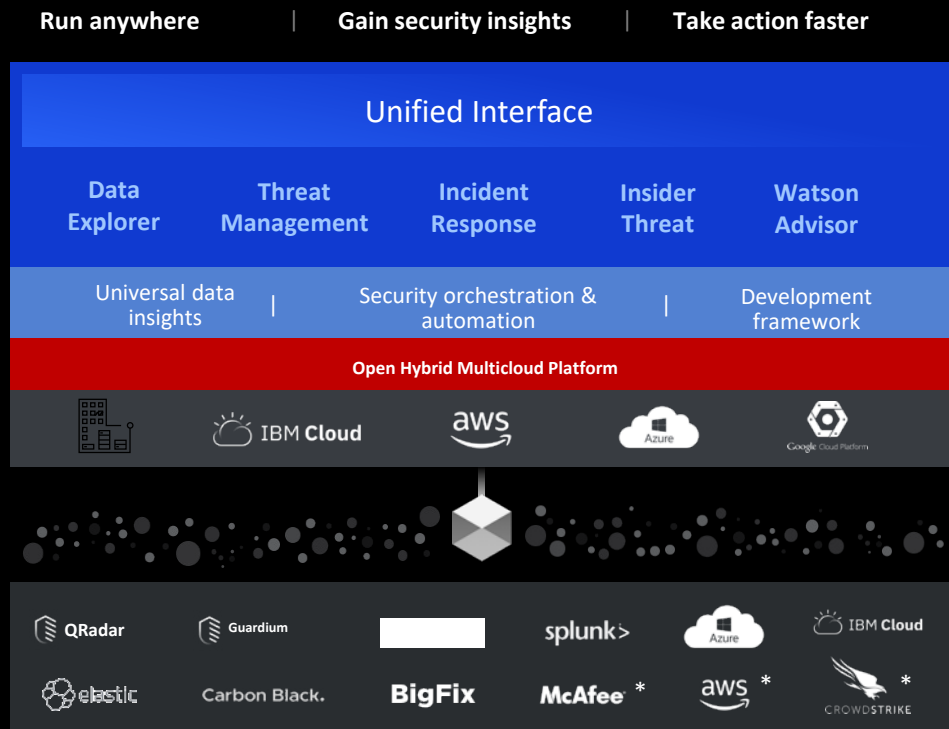 Run anywhere | Gain security insights | Take action faster
Unified Interface
Data Explorer
Threat Management
Incident Response
Insider Threat
Watson Advisor
Universal data insights
|
Security orchestration & automation
|
Development framework
Open Hybrid Multicloud Platform
IBM Cloud
aws
Azure
Google Cloud Platform
QRadar
Guardium
splunk>
Azure
IBM Cloud
elastic
Carbon Black.
BigFix
McAfee *
aws *
CROWDSTRIKE *